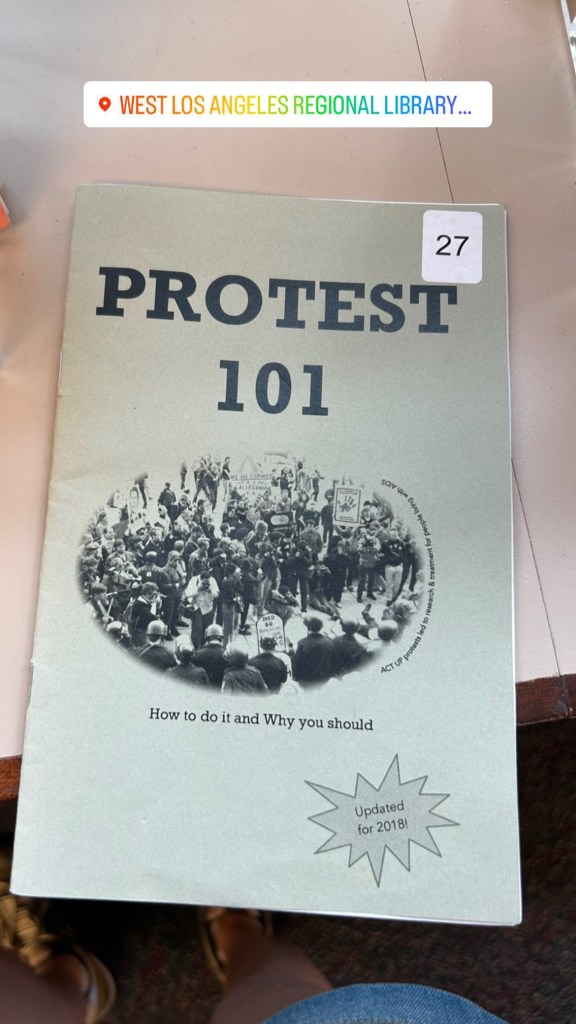 WEST LOS ANGELES REGIONAL LIBRARY...
27
PROTEST
101
ACT UP protests led to research & treatment for people living with AIDS
How to do it and Why you should
Updated
for 2018!